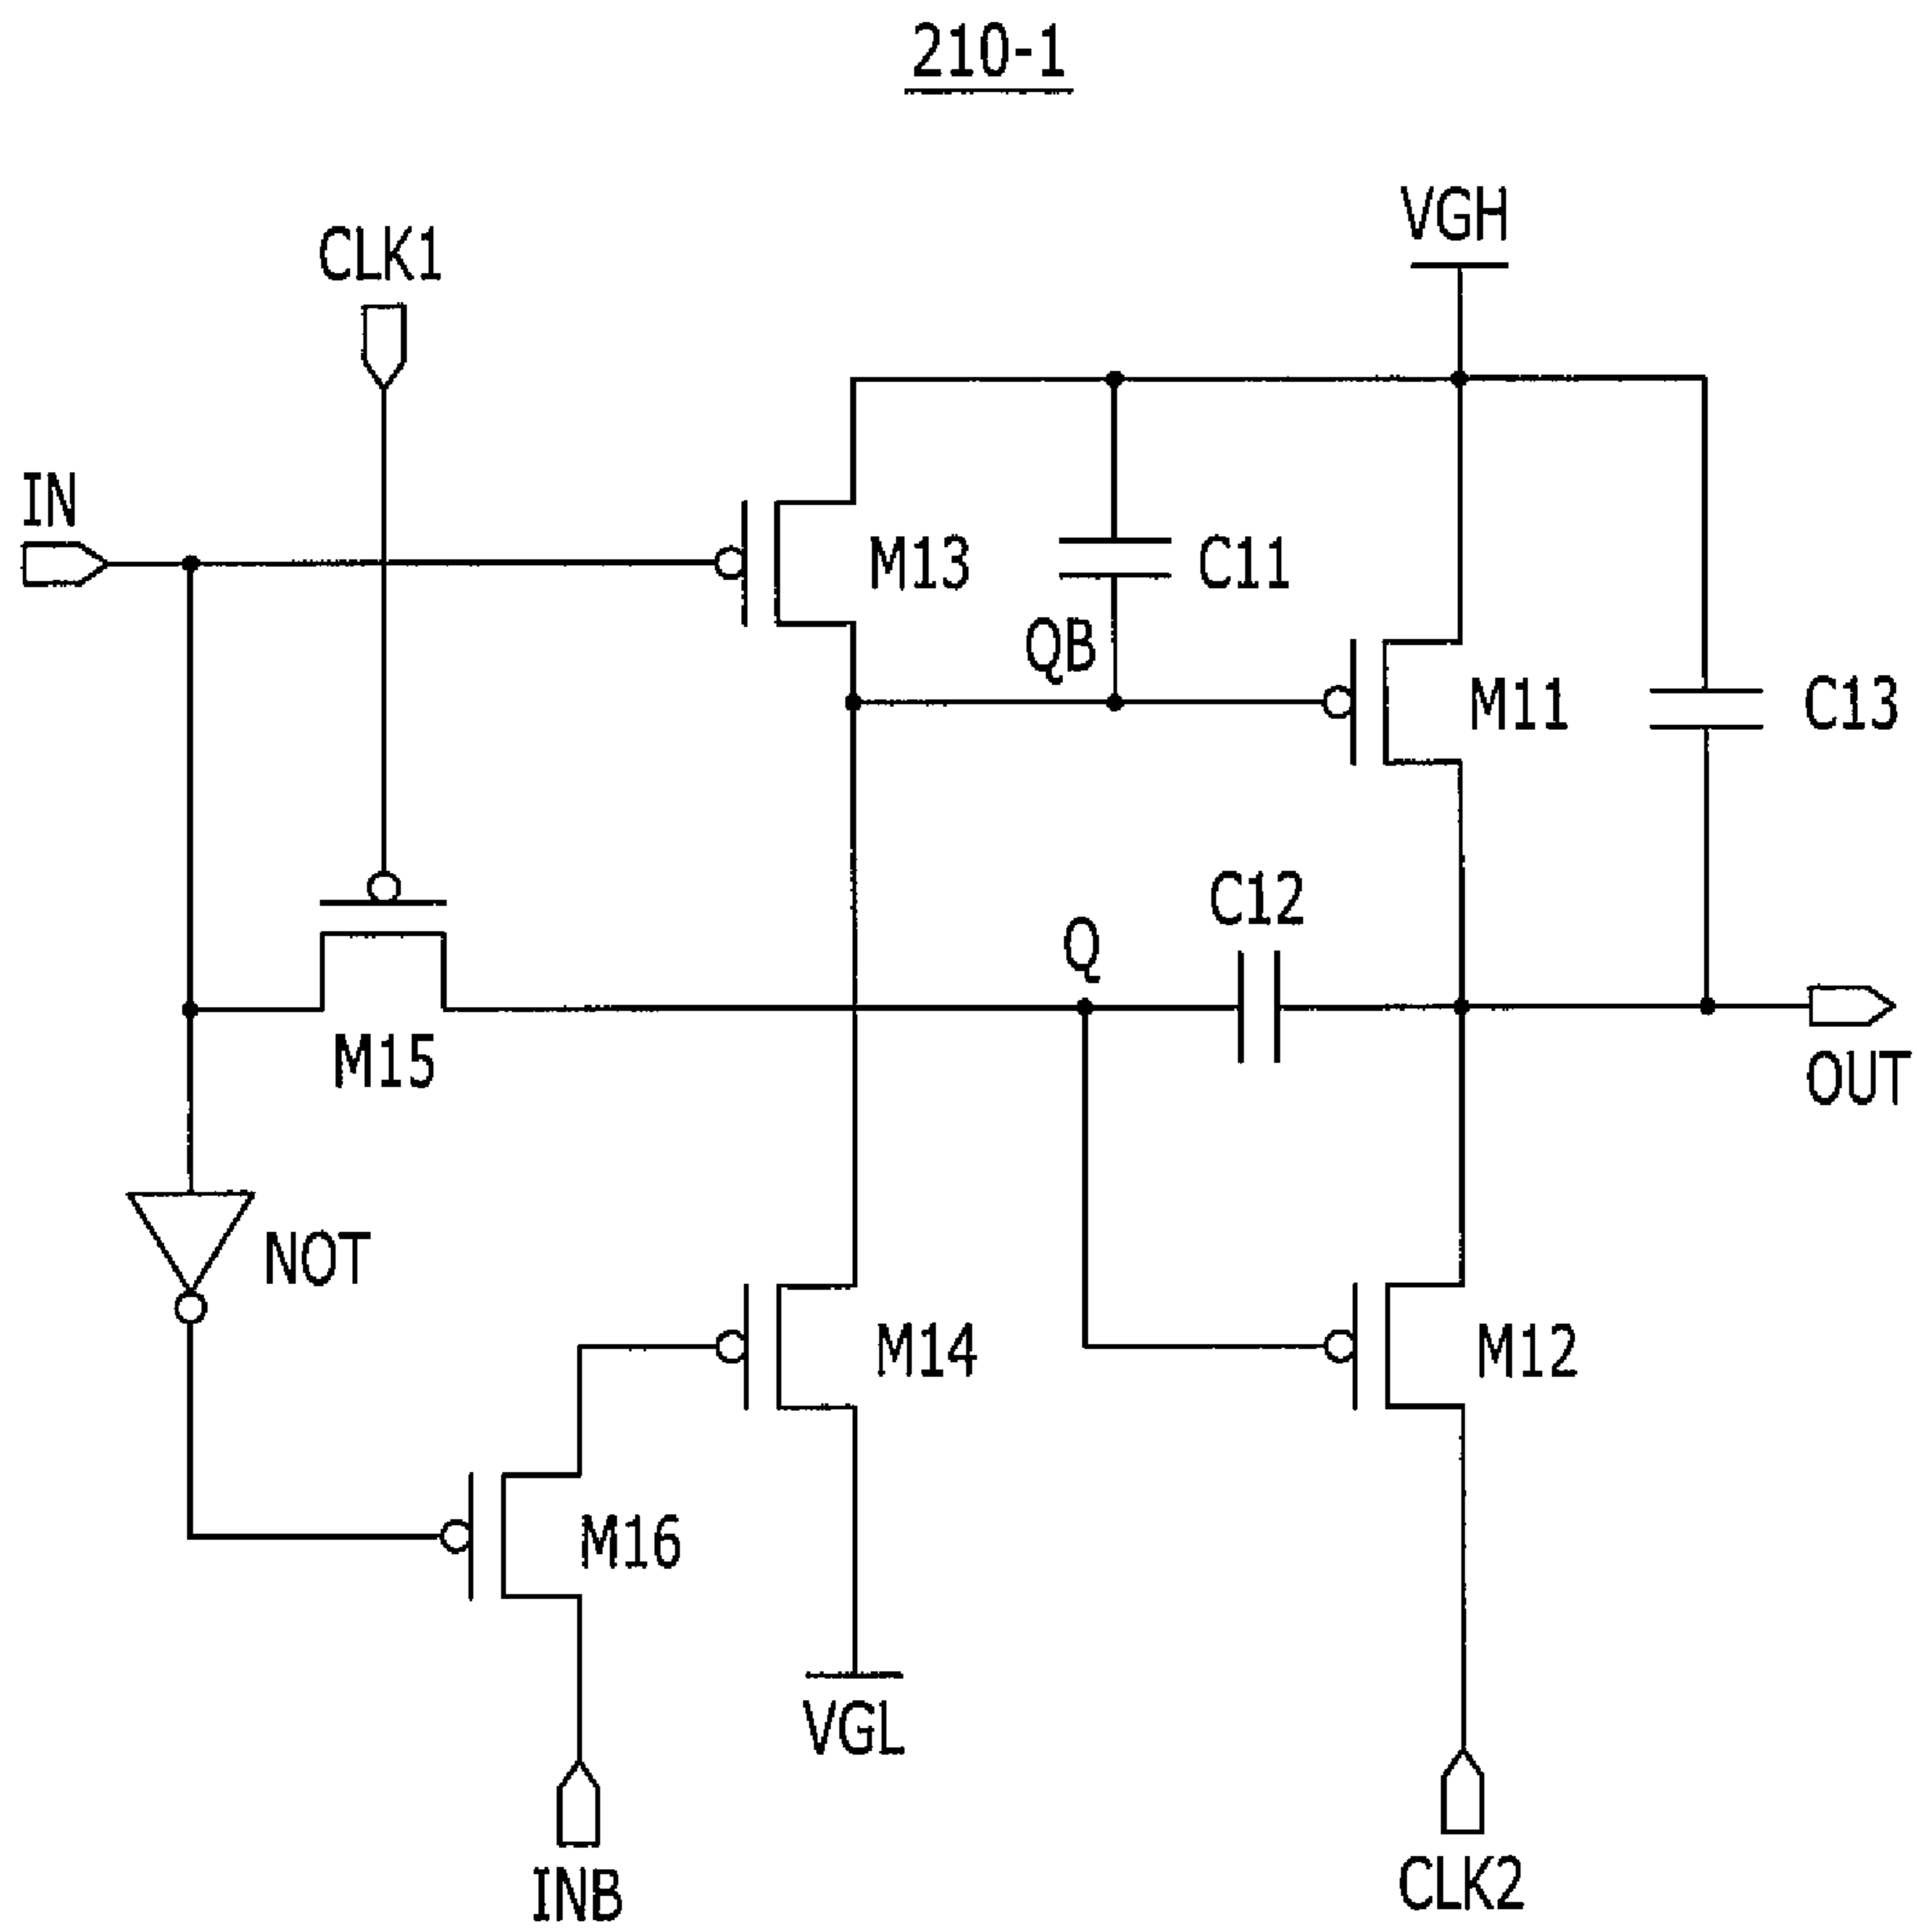 210-1
VGH
CLK1
IN
M13
C11
QB
M11
C13
C12
Q
M15
OUT
NOT
M14
M12
M16
VGL
INB
CLK2